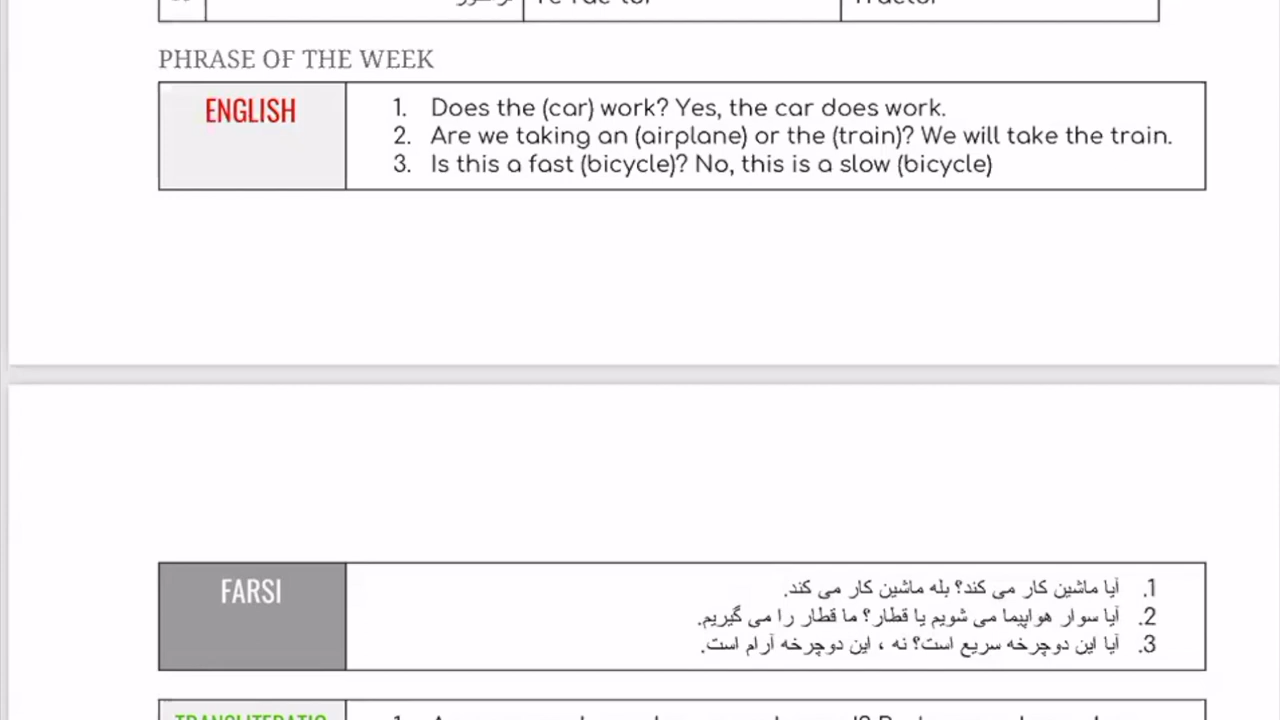 PHRASE OF THE WEEK
ENGLISH
1. Does the (car) work? Yes, the car does work.
2. Are we taking an (airplane) or the (train)? We will take the train.
3. Is this a fast (bicycle)? No, this is a slow (bicycle)
FARSI
1. آیا ماشین کار می کند؟ بله ماشین کار می کند.
2. آیا سوار هواپیما می شویم یا قطار؟ ما قطار را می گیریم.
3. آیا این دوچرخه سریع است؟ نه ، این دوچرخه آرام است.